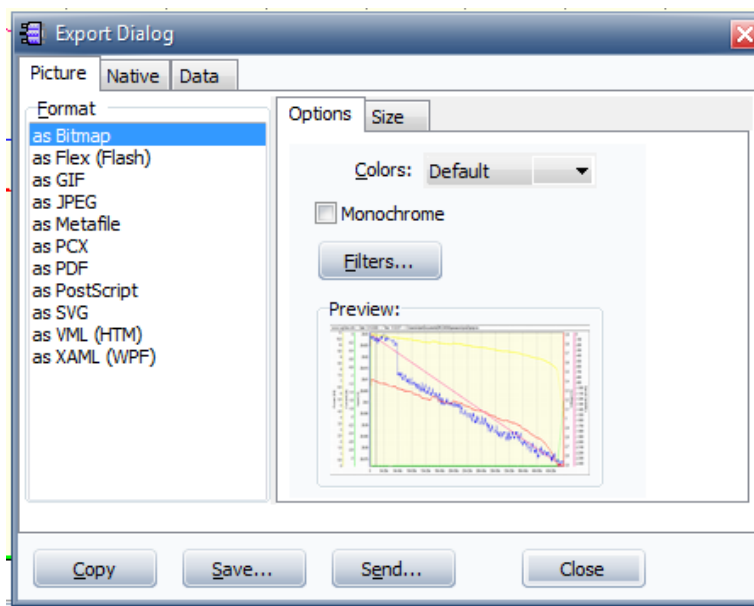 Export Dialog
Picture Native Data
Format
as Bitmap
as Flex (Flash)
as GIF
as JPEG
as Metafile
as PCX
as PDF
as PostScript
as SVG
as VML (HTM)
as XAML (WPF)
Options Size
Colors: Default
Monochrome
Filters...
Preview:
Copy Save... Send... Close